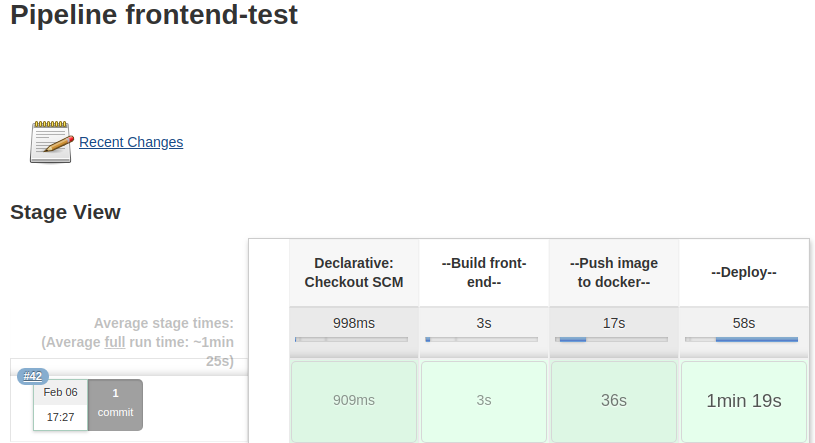 Pipeline frontend-test
Recent Changes
Stage View
Declarative:
Checkout SCM
--Build front-
end--
--Push image
to docker--
--Deploy--
Average stage times:
(Average full run time: ~1min
25s)
998ms
3s
17s
58s
#42
Feb 06
17:27
1
commit
909ms
3s
36s
1min 19s